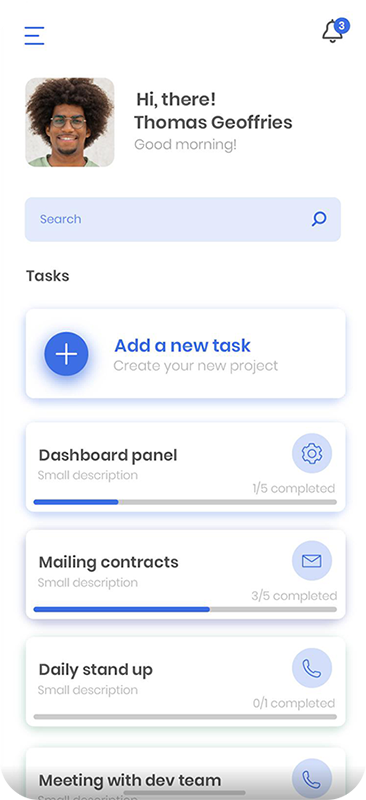 3
Hi, there!
Thomas Geoffries
Good morning!
Search
Tasks
Add a new task
Create your new project
Dashboard panel
Small description
1/5 completed
Mailing contracts
Small description
3/5 completed
Daily stand up
Small description
0/1 completed
Meeting with dev team